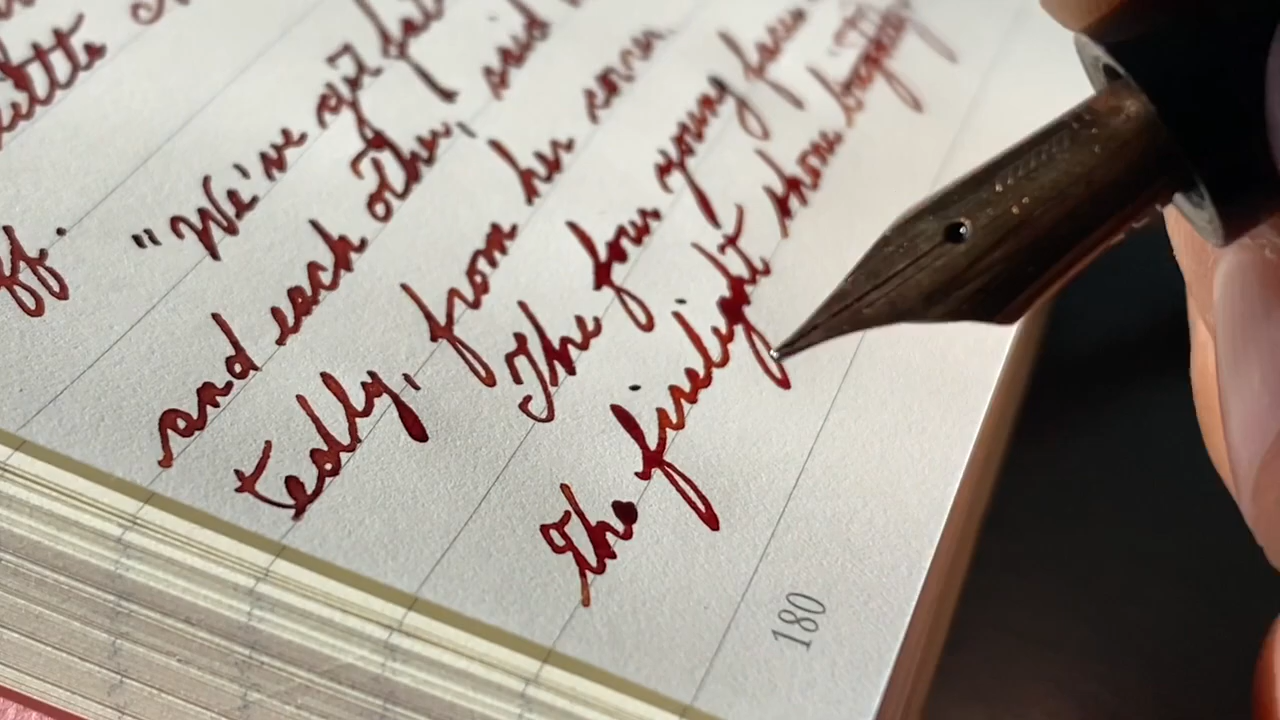 ff.
"We've got
and each other, said
tedly, from her corner
The four young faces
the firelight shone
180